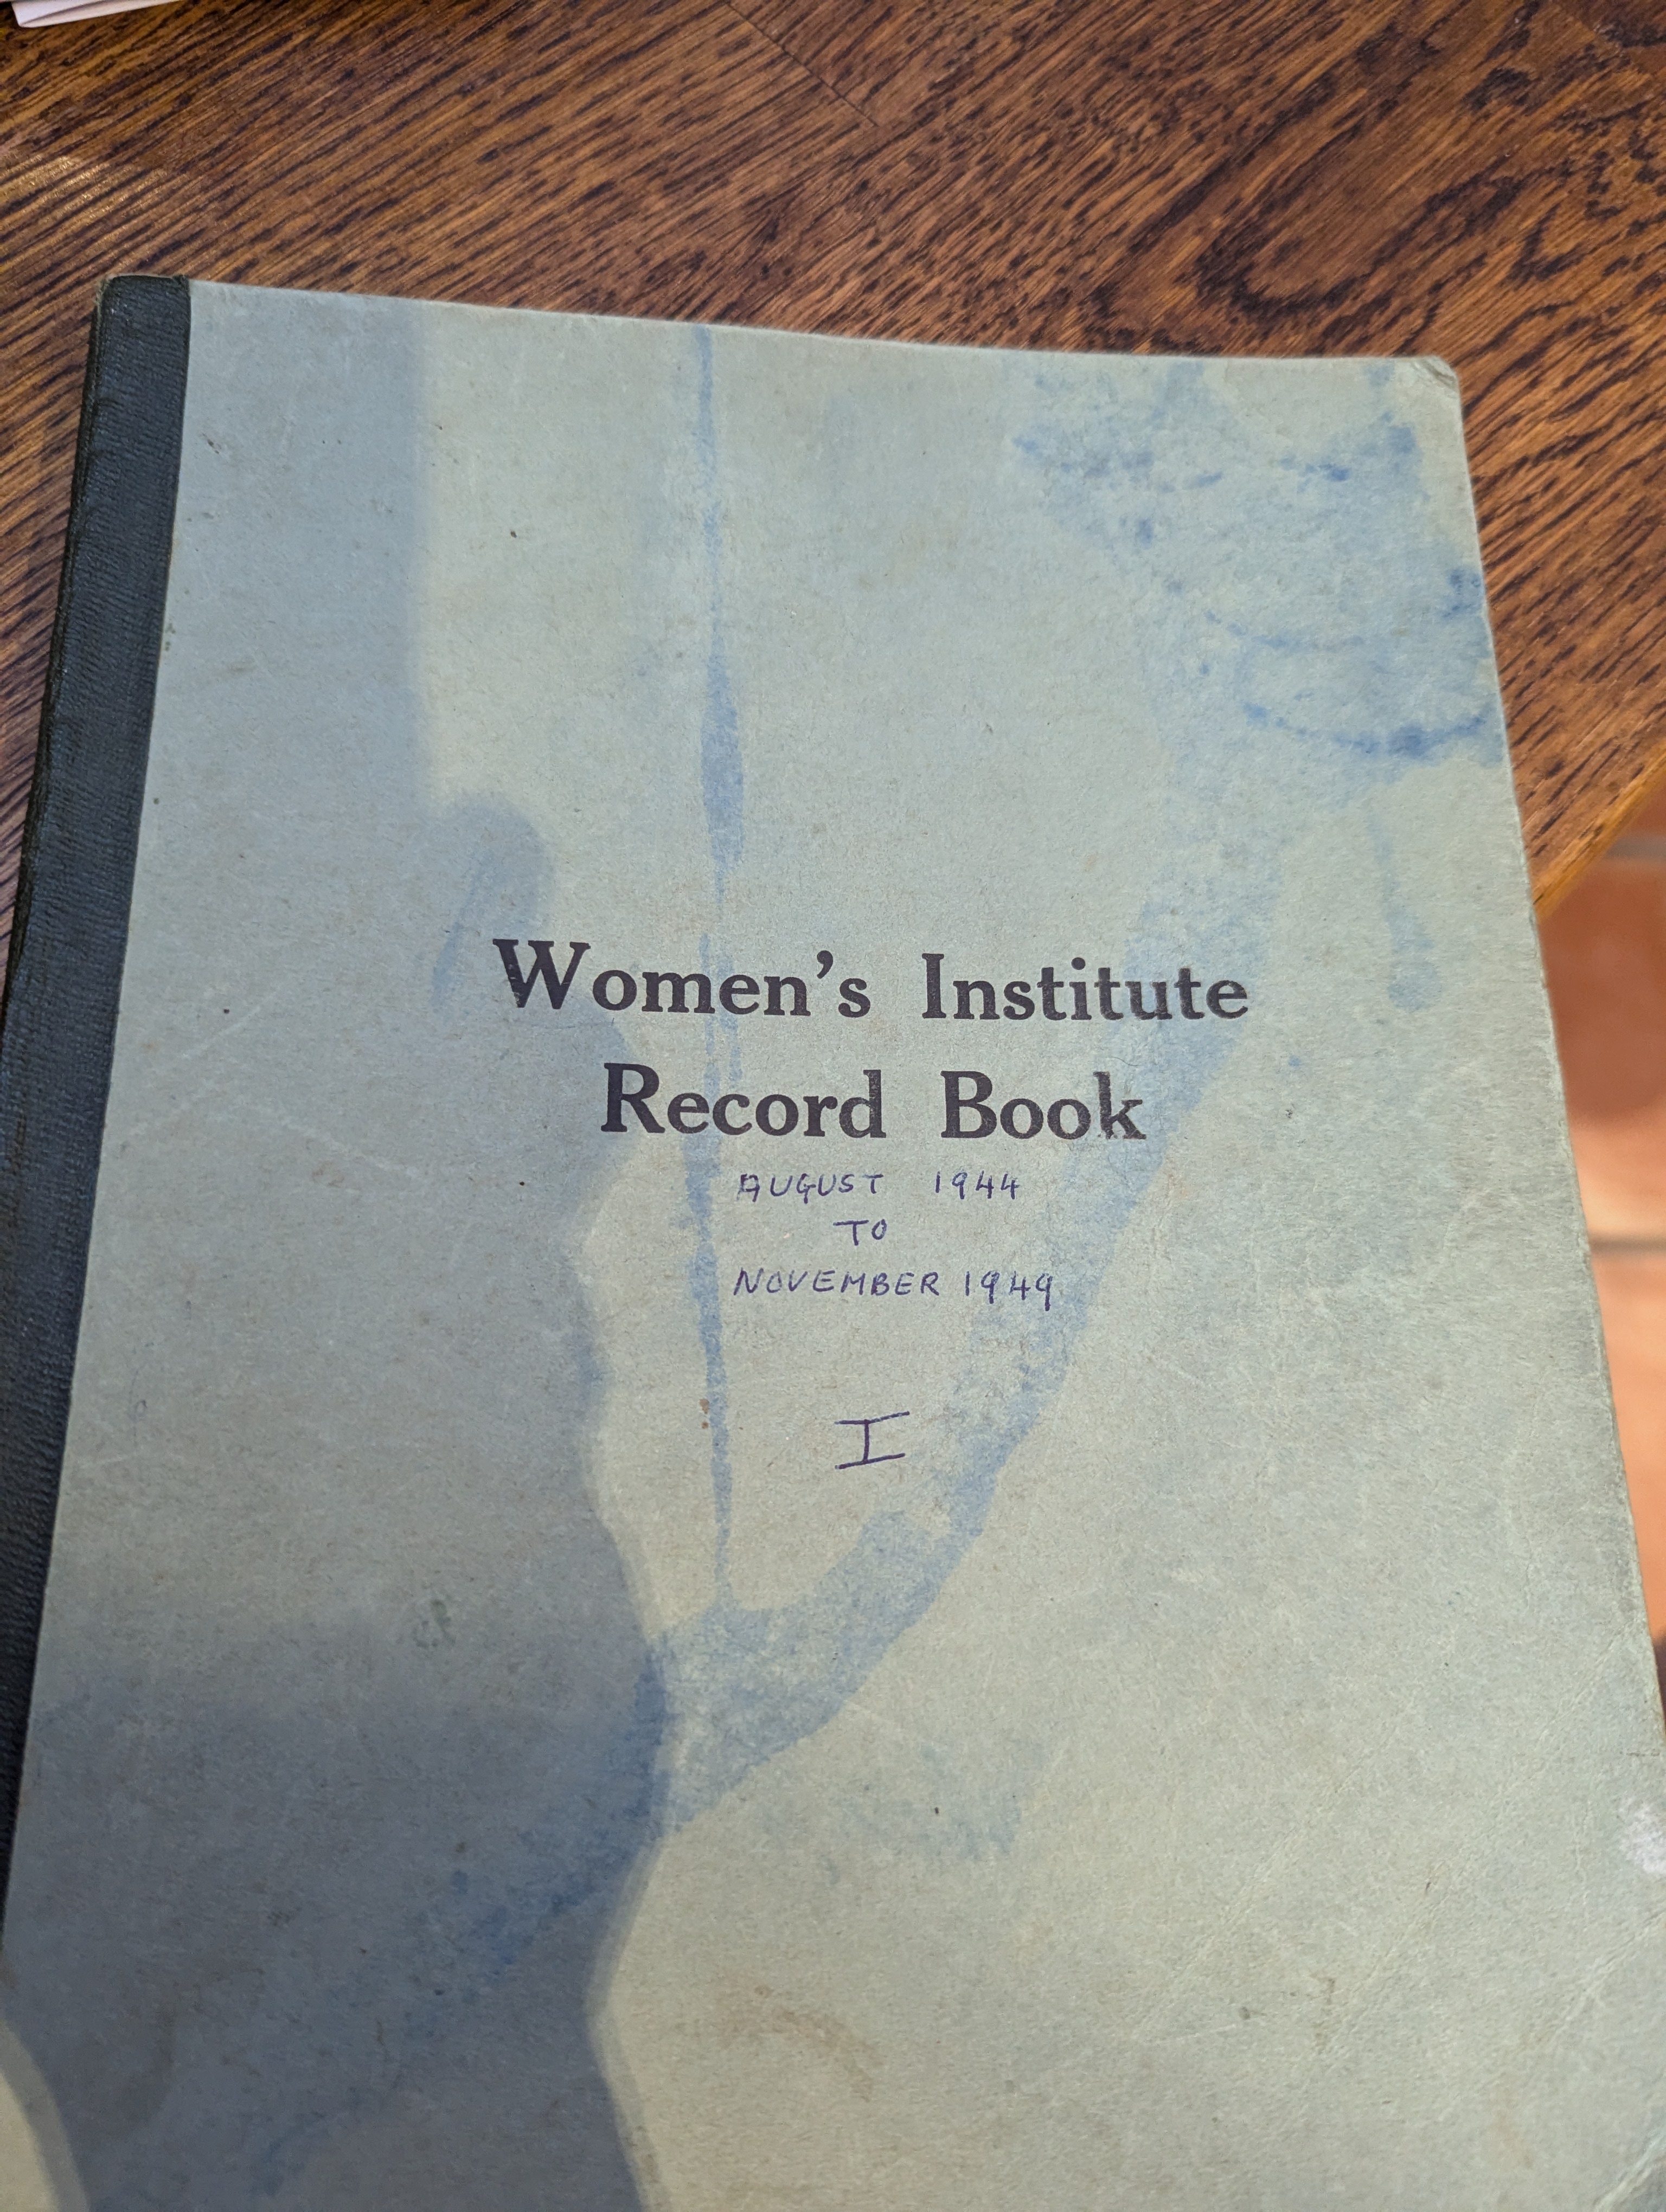 Women's Institute
Record Book
AUGUST 1944
TO
NOVEMBER 1949
I